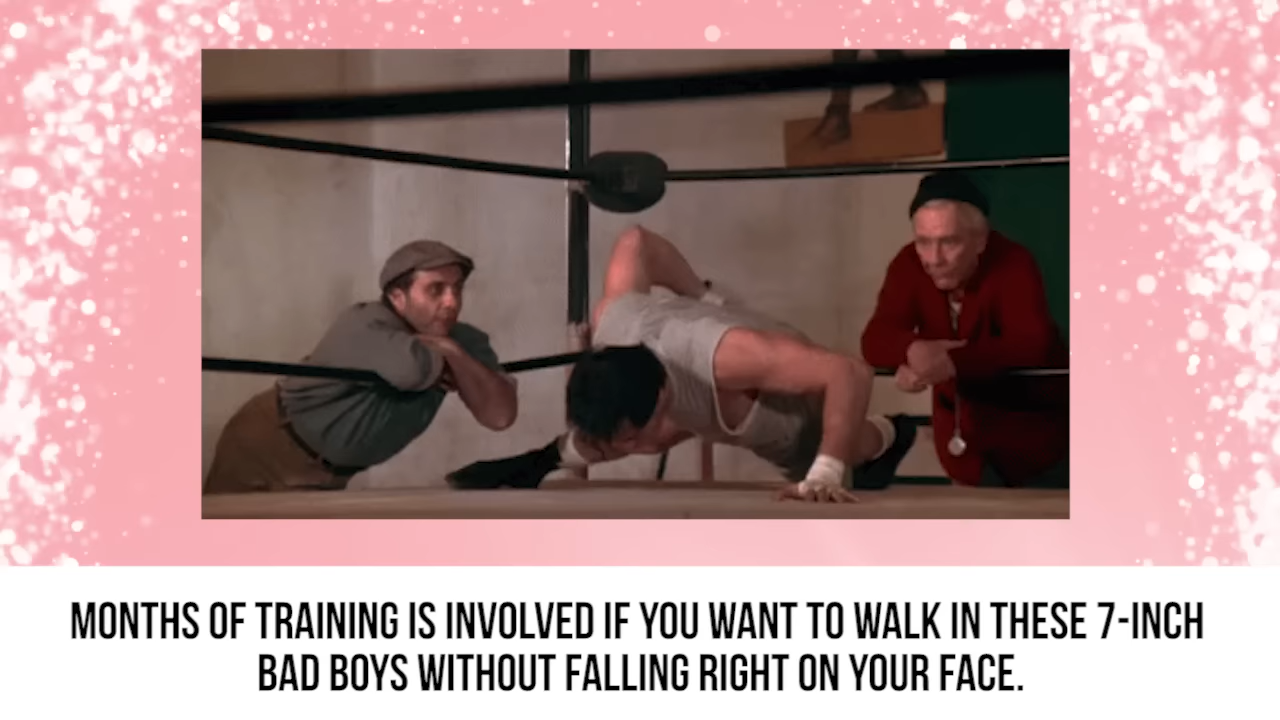 MONTHS OF TRAINING IS INVOLVED IF YOU WANT TO WALK IN THESE 7-INCH
BAD BOYS WITHOUT FALLING RIGHT ON YOUR FACE.